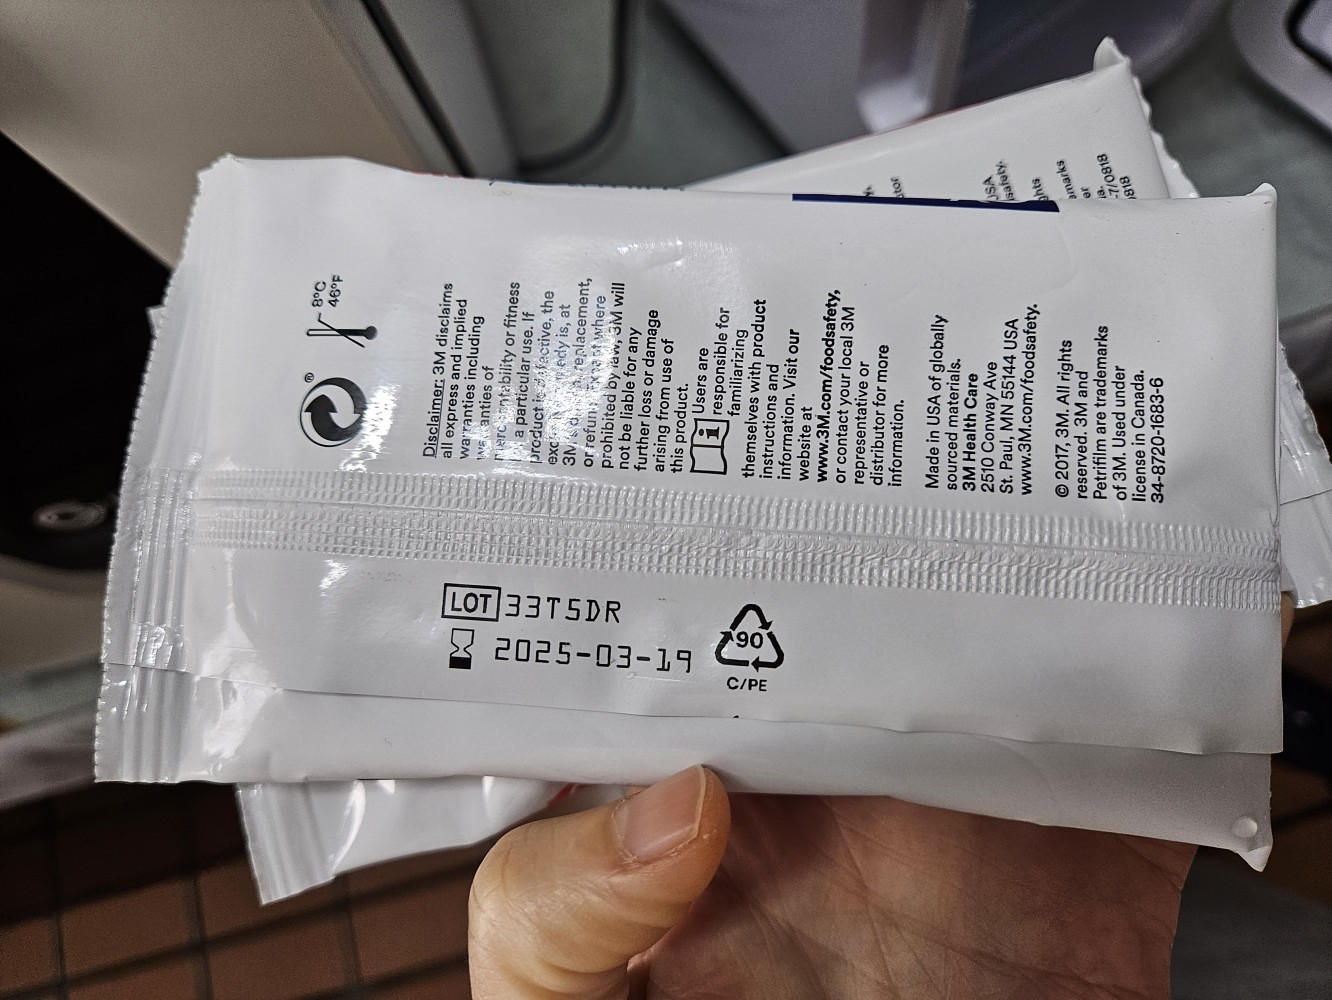 8°C
46°F
®
Disclaimer: 3M disclaims
all express and implied
warranties including
warranties of
merchantability or fitness
a particular use. If
product is defective, the
3M's
or refund. Except where
prohibited by law, 3M will
not be liable for any
further loss or damage
arising from use of
this product.
Users are
responsible for
familiarizing
themselves with product
instructions and
information. Visit our
website at
www.3M.com/foodsafety,
or contact your local 3M
representative or
distributor for more
information.
Made in USA of globally
sourced materials.
3M Health Care
2510 Conway Ave
St. Paul, MN 55144 USA
www.3M.com/foodsafety.
©2017, 3M. All rights
reserved. 3M and
Petrifilm are trademarks
of 3M. Used under
license in Canada.
34-8720-1683-6
LOT 33T5DR
2025-03-19
90
C/PE
USA
safety.
-7/0818